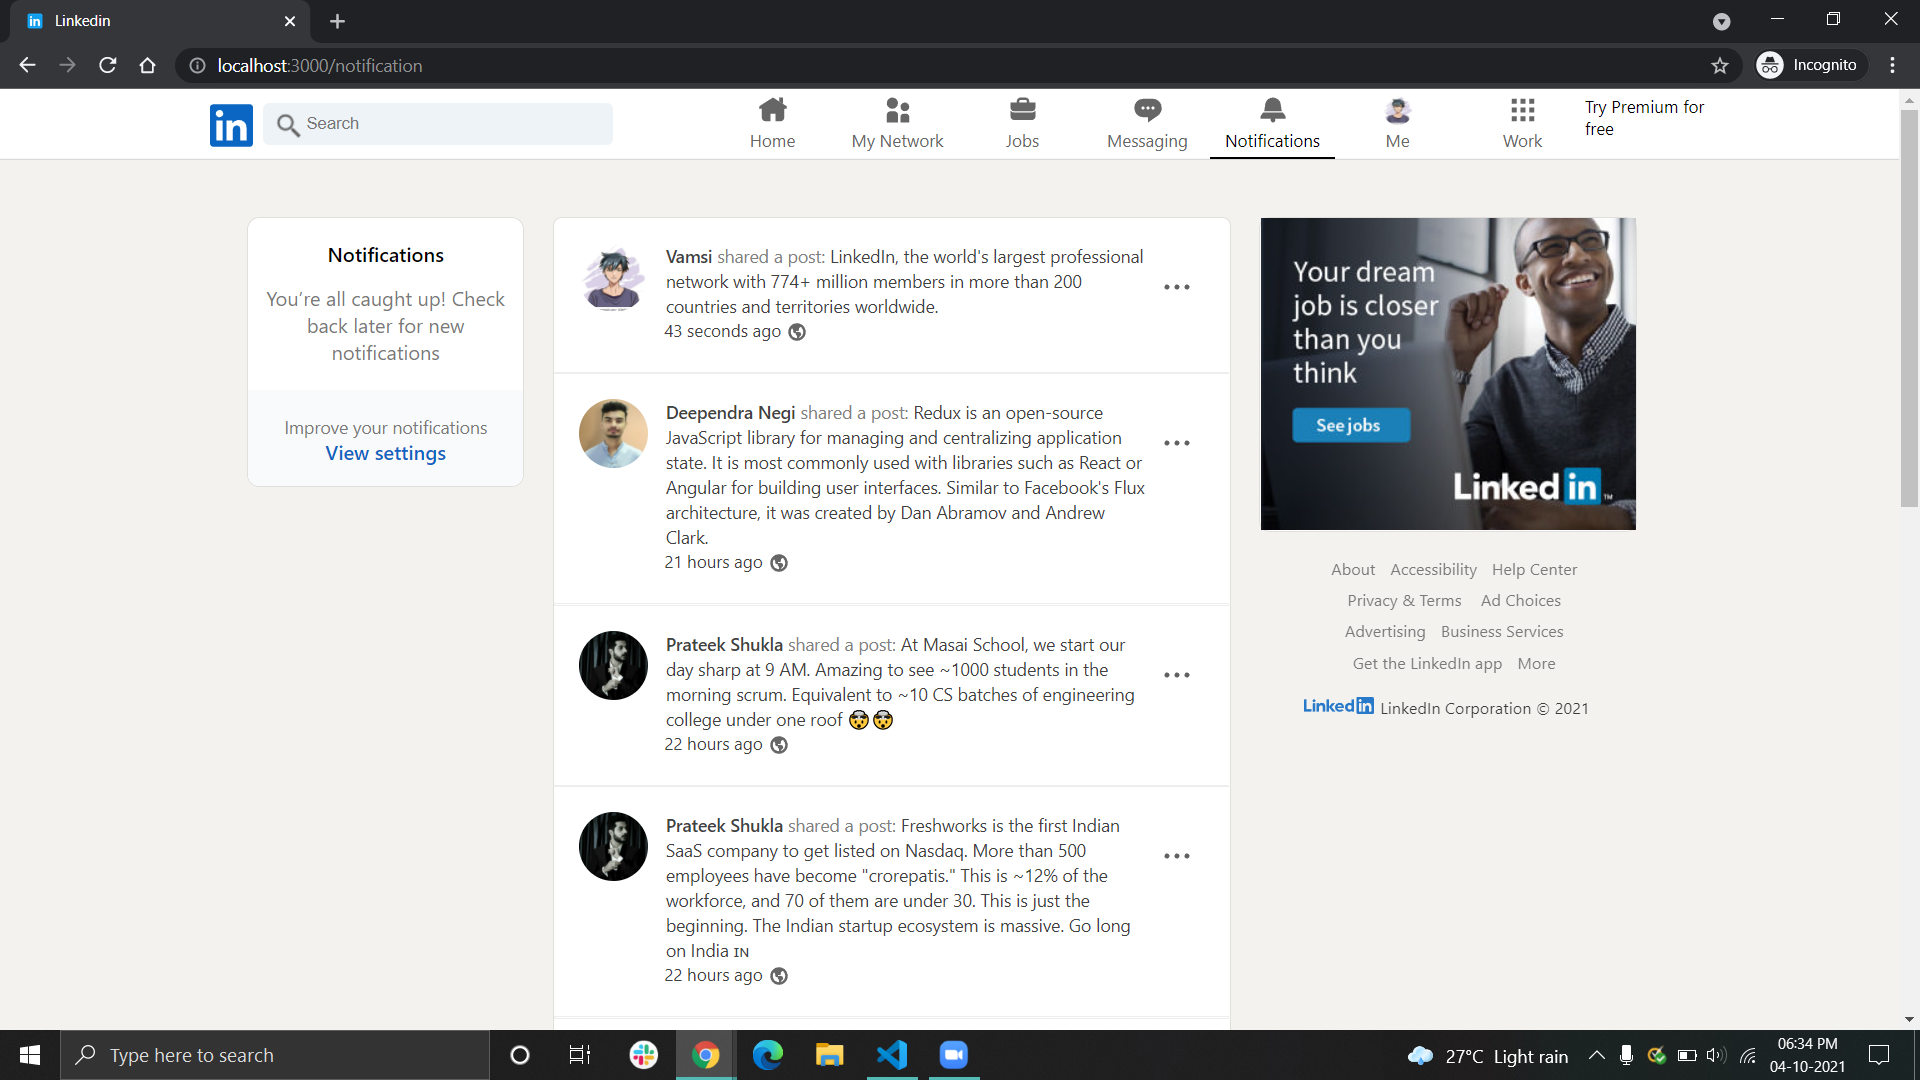 Linkedin
localhost:3000/notification
Incognito
in
Search
Home
My Network
Jobs
Messaging
Notifications
Me
Work
Try Premium for
free
Notifications
You’re all caught up! Check
back later for new
notifications
Improve your notifications
View settings
Vamsi shared a post: LinkedIn, the world's largest professional
network with 774+ million members in more than 200
countries and territories worldwide.
43 seconds ago
Deependra Negi shared a post: Redux is an open-source
JavaScript library for managing and centralizing application
state. It is most commonly used with libraries such as React or
Angular for building user interfaces. Similar to Facebook's Flux
architecture, it was created by Dan Abramov and Andrew
Clark.
21 hours ago
Prateek Shukla shared a post: At Masai School, we start our
day sharp at 9 AM. Amazing to see ~1000 students in the
morning scrum. Equivalent to ~10 CS batches of engineering
college under one roof 🤯🤯
22 hours ago
Prateek Shukla shared a post: Freshworks is the first Indian
SaaS company to get listed on Nasdaq. More than 500
employees have become "crorepatis." This is ~12% of the
workforce, and 70 of them are under 30. This is just the
beginning. The Indian startup ecosystem is massive. Go long
on India ɪɴ
22 hours ago
Your dream
job is closer
than you
think
See jobs
Linked in™
About Accessibility Help Center
Privacy & Terms Ad Choices
Advertising Business Services
Get the LinkedIn app More
Linked in LinkedIn Corporation © 2021
Type here to search
27°C Light rain
06:34 PM
04-10-2021